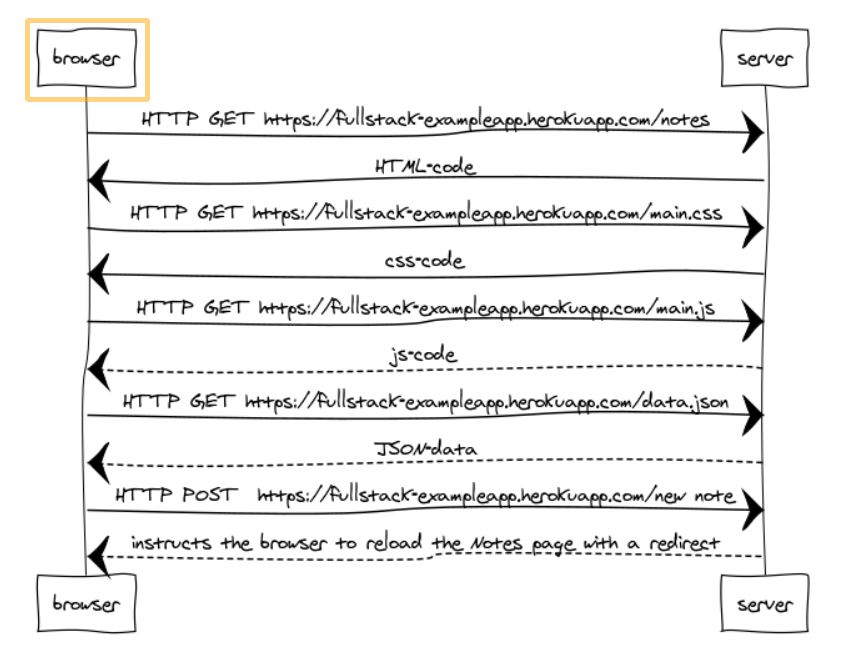 browser server
HTTP GET https://fullstack-exampleapp.herokuapp.com/notes
HTML-code
HTTP GET https://fullstack-exampleapp.herokuapp.com/main.css
css-code
HTTP GET https://fullstack-exampleapp.herokuapp.com/main.js
js-code
HTTP GET https://fullstack-exampleapp.herokuapp.com/data.json
JSON-data
HTTP POST https://fullstack-exampleapp.herokuapp.com/new note
instructs the browser to reload the Notes page with a redirect
browser server